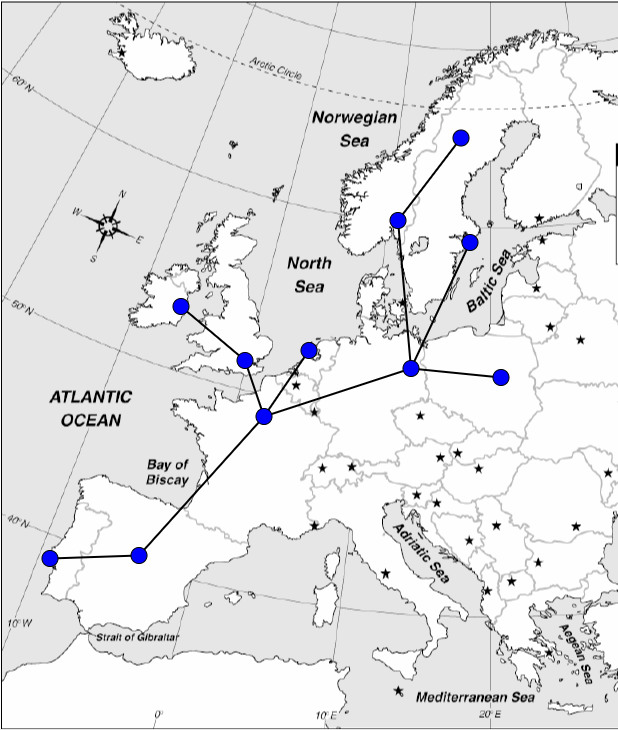 Arctic Circle
60°N
Norwegian
Sea
N
W
E
S
North
Sea
Baltic Sea
50°N
ATLANTIC
OCEAN
Bay of
Biscay
40°N
Adriatic Sea
10°W
Strait of Gibraltar
Aegean Sea
Mediterranean Sea
0°
10°E
20°E